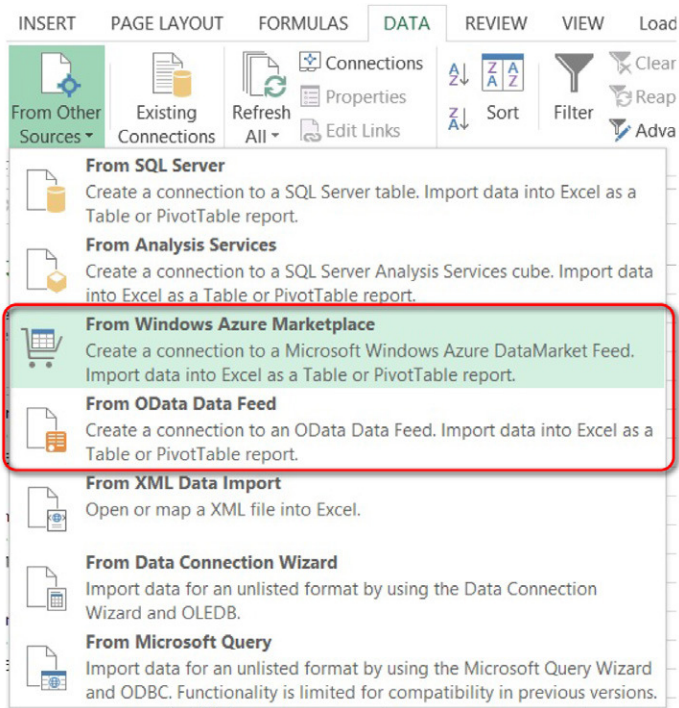 INSERT PAGE LAYOUT FORMULAS DATA REVIEW VIEW Load
From Other Sources
Existing Connections
Refresh All
Connections
Properties
Edit Links
Sort
Filter
Clear
Reap
Adva
From SQL Server
Create a connection to a SQL Server table. Import data into Excel as a
Table or PivotTable report.
From Analysis Services
Create a connection to a SQL Server Analysis Services cube. Import data
into Excel as a Table or PivotTable report.
From Windows Azure Marketplace
Create a connection to a Microsoft Windows Azure DataMarket Feed.
Import data into Excel as a Table or PivotTable report.
From OData Data Feed
Create a connection to an OData Data Feed. Import data into Excel as a
Table or PivotTable report.
From XML Data Import
Open or map a XML file into Excel.
From Data Connection Wizard
Import data for an unlisted format by using the Data Connection
Wizard and OLEDB.
From Microsoft Query
Import data for an unlisted format by using the Microsoft Query Wizard
and ODBC. Functionality is limited for compatibility in previous versions.